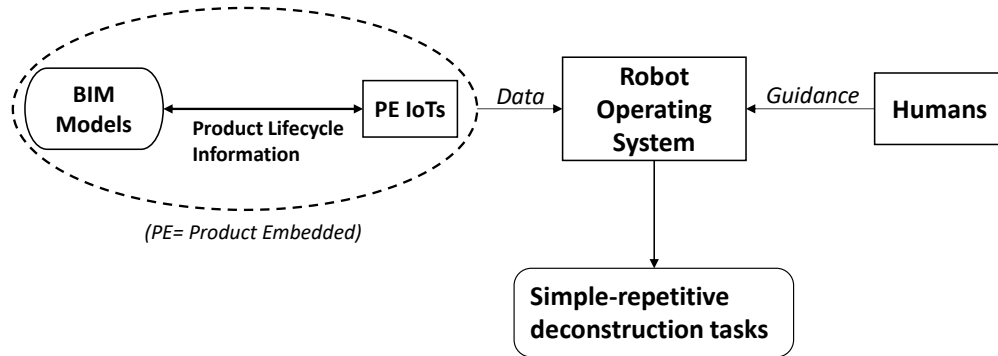 BIM
Models
Product Lifecycle
Information
PE IoTs
(PE= Product Embedded)
Data
Robot
Operating
System
Guidance
Humans
Simple-repetitive
deconstruction tasks